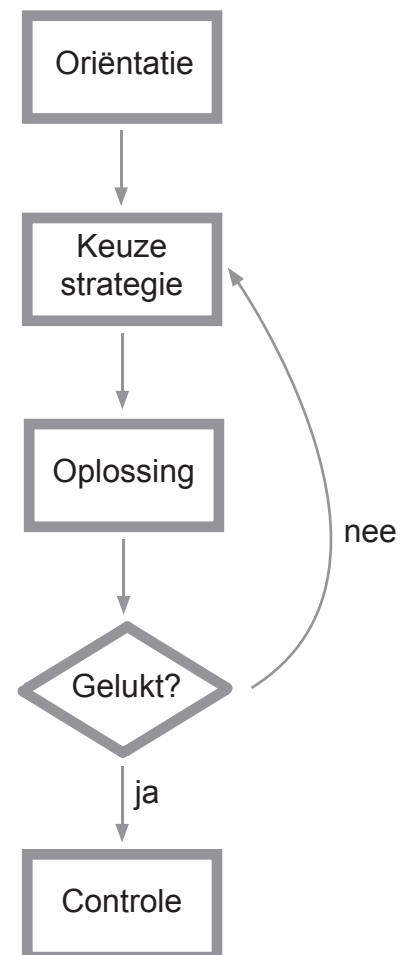 Oriëntatie
Keuze
strategie
Oplossing
nee
Gelukt?
ja
Controle